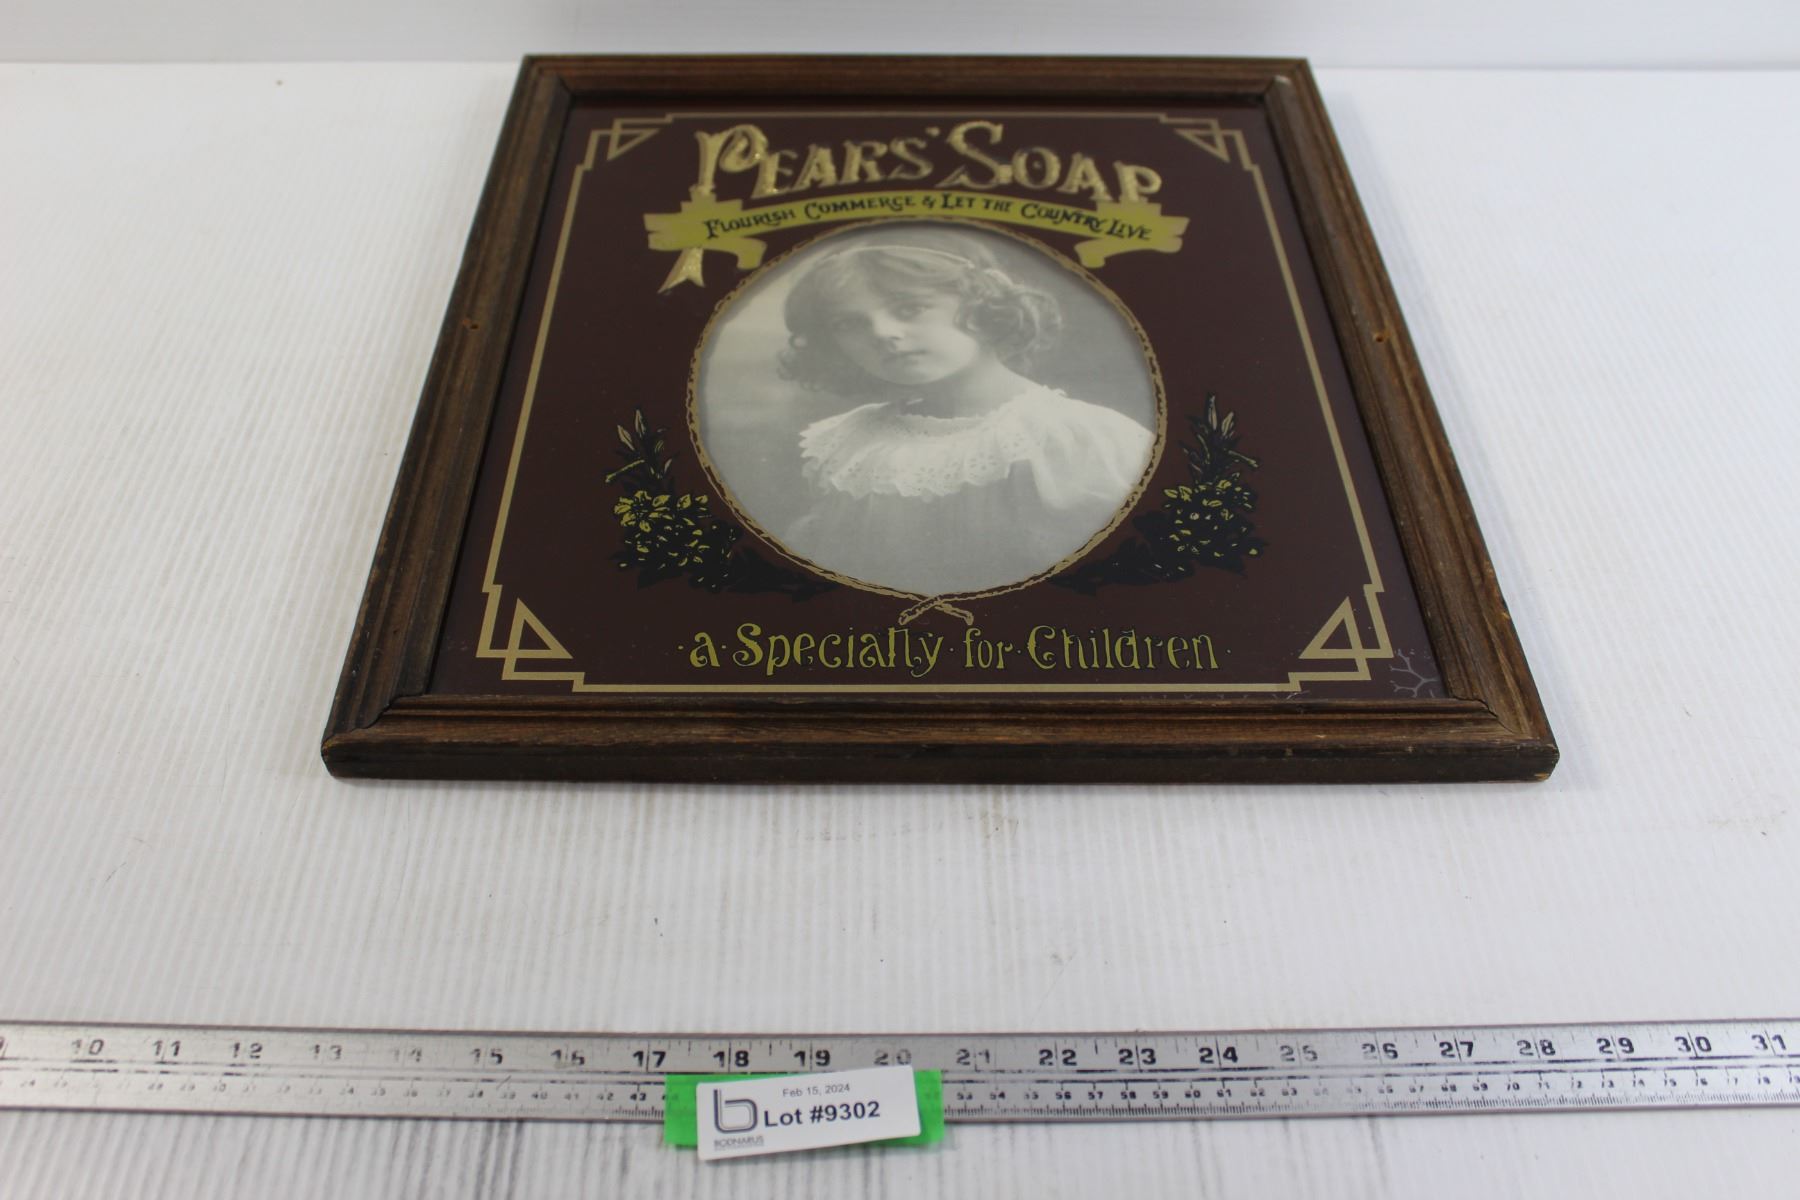 PEARS' SOAP
FLOURISH COMMERCE & LET THE COUNTRY LIVE
·a·Specialty·for·Children·
10 11 12 13 14 15 16 17 18 19 20 21 22 23 24 25 26 27 28 29 30 31
Feb 15, 2024
Lot #9302
BODNARUS